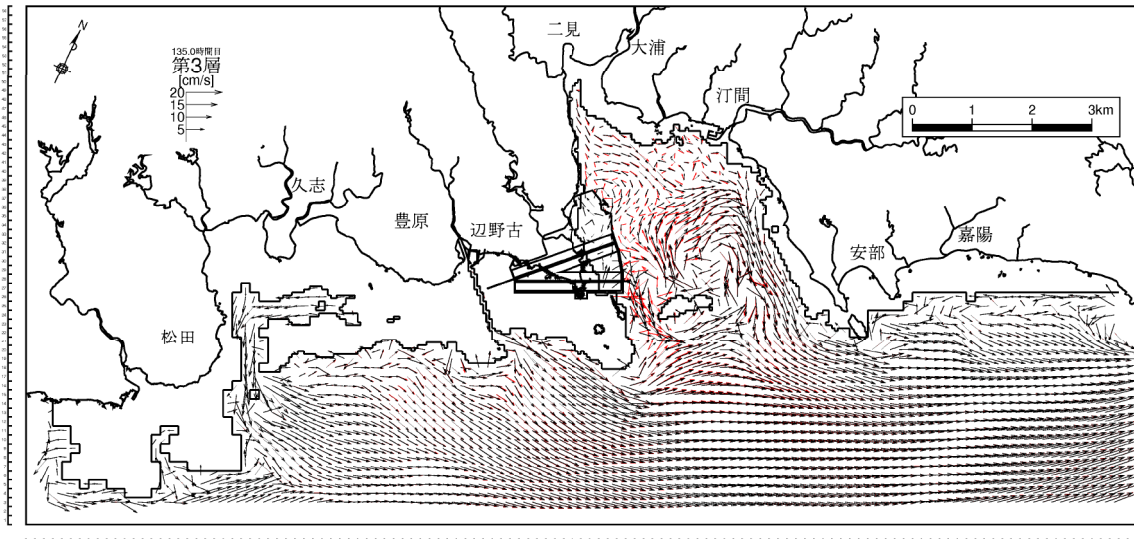 N
135.0時間目
第3層
[cm/s]
20
15
10
5
二見
大浦
汀間
0 1 2 3km
久志
豊原
辺野古
安部
嘉陽
松田